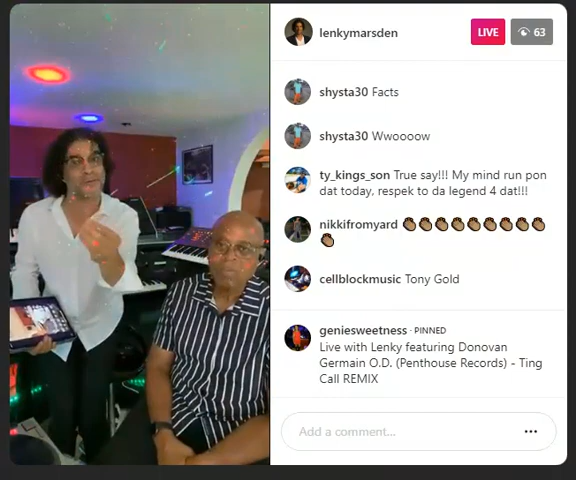 lenkymarsden
LIVE
63
shysta30 Facts
shysta30 Wwoooow
ty_kings_son True say!!! My mind run pon
dat today, respek to da legend 4 dat!!!
nikkifromyard 👏🏽👏🏽👏🏽👏🏽👏🏽👏🏽👏🏽👏🏽👏🏽
👏🏽
cellblockmusic Tony Gold
geniesweetness · PINNED
Live with Lenky featuring Donovan
Germain O.D. (Penthouse Records) - Ting
Call REMIX
Add a comment...